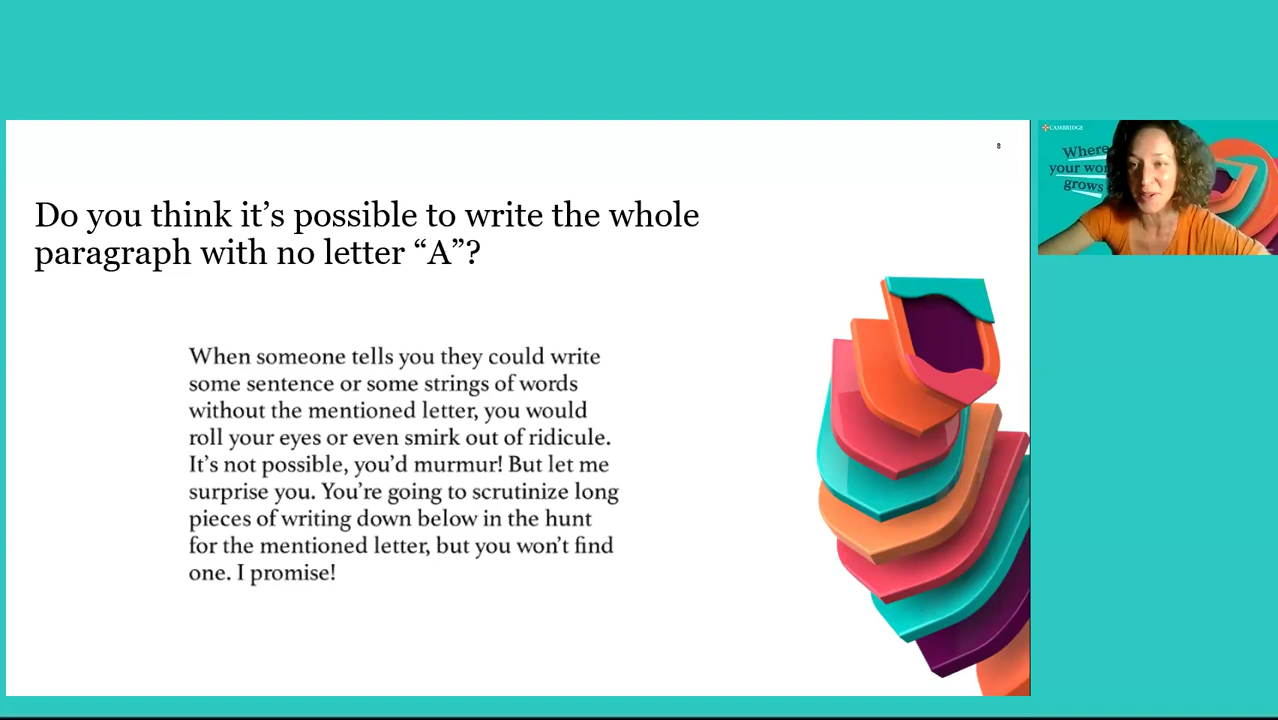 8
Do you think it’s possible to write the whole
paragraph with no letter “A”?
When someone tells you they could write
some sentence or some strings of words
without the mentioned letter, you would
roll your eyes or even smirk out of ridicule.
It’s not possible, you’d murmur! But let me
surprise you. You’re going to scrutinize long
pieces of writing down below in the hunt
for the mentioned letter, but you won’t find
one. I promise!
CAMBRIDGE
Where
your wor
grows